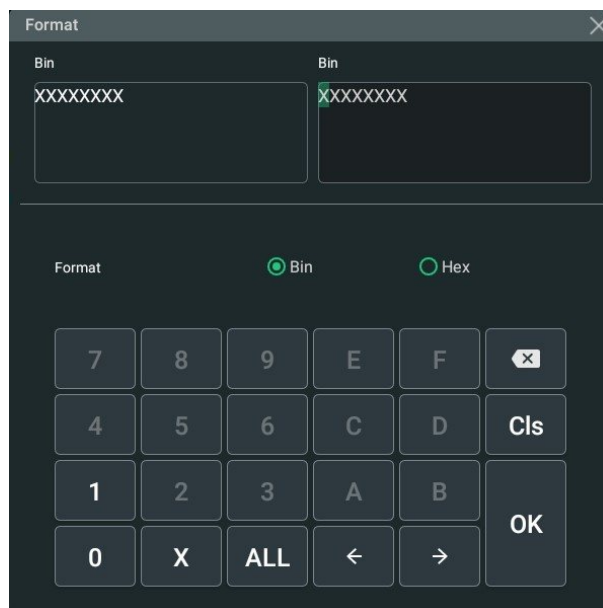 Format
Bin
Bin
XXXXXXXX
XXXXXXXX
Format
Bin
Hex
7 8 9 E F
4 5 6 C D Cls
1 2 3 A B
OK
0 X ALL ← →